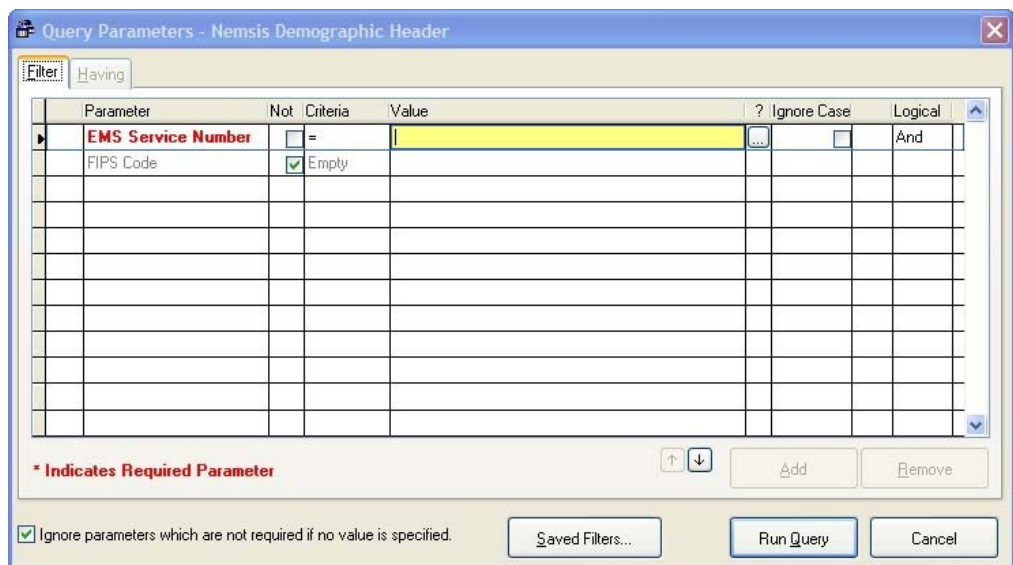 Query Parameters - Nemsis Demographic Header
Filter Having
Parameter Not Criteria Value ? Ignore Case Logical
EMS Service Number = ... And
FIPS Code Empty
* Indicates Required Parameter
Add Remove
Ignore parameters which are not required if no value is specified.
Saved Filters... Run Query Cancel